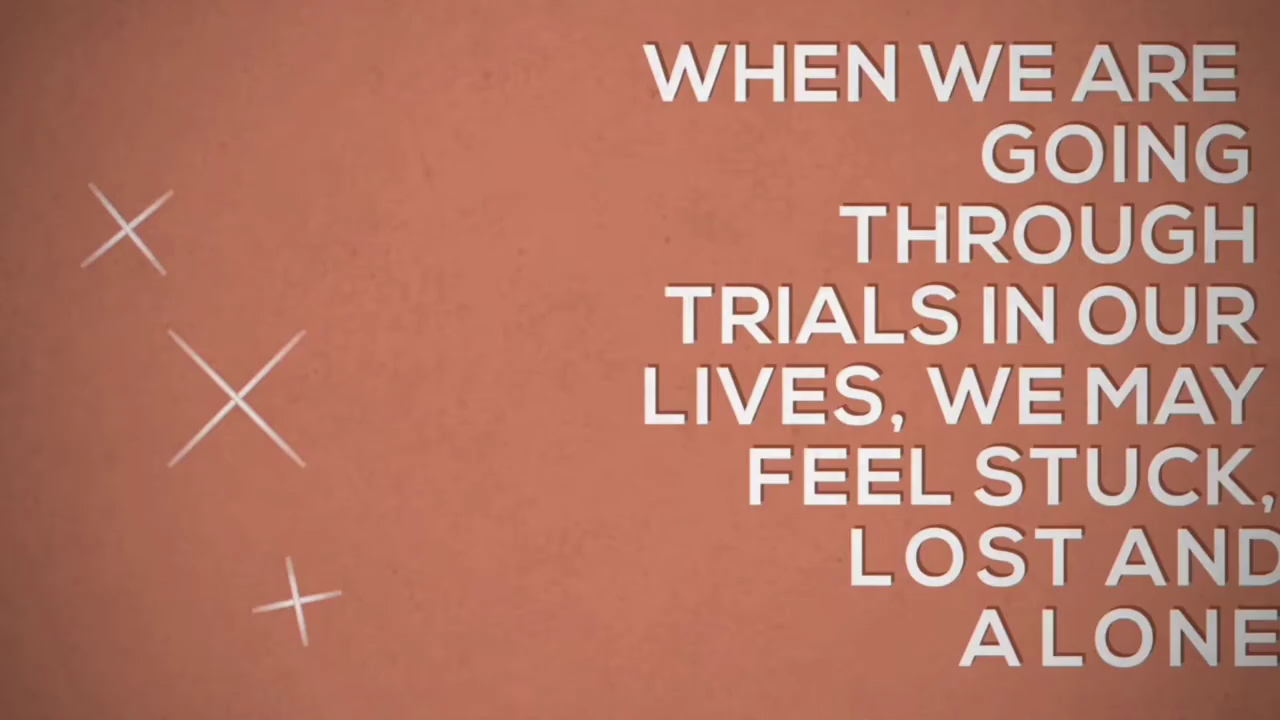 WHEN WE ARE
GOING
THROUGH
TRIALS IN OUR
LIVES, WE MAY
FEEL STUCK,
LOST AND
ALONE